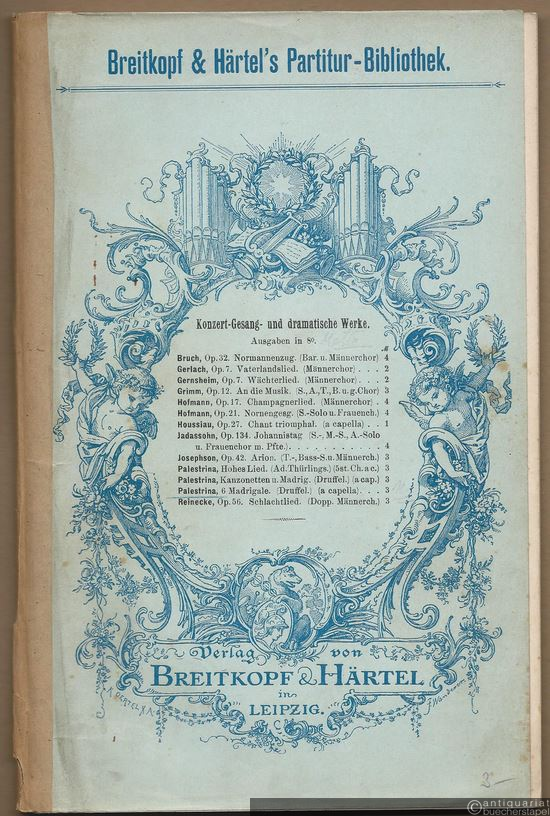 Breitkopf & Härtel's Partitur-Bibliothek.
Konzert-Gesang- und dramatische Werke.
Ausgaben in 8º.
Bruch, Op. 32. Normannenzug. (Bar. u. Männerchor) 4
Gerlach, Op. 7. Vaterlandslied. (Männerchor) . . . 2
Gernsheim, Op. 7. Wächterlied. (Männerchor) . . . 2
Grimm, Op. 12. An die Musik. (S., A., T., B. u. g. Chor) 3
Hofmann, Op. 17. Champagnerlied. (Männerchor) . 4
Hofmann, Op. 21. Nornengesg. (S.-Solo u. Frauench.) 4
Houssiau, Op. 27. Chant triomphal. (a capella) . . 1
Jadassohn, Op. 134. Johannistag (S.-, M.-S., A.-Solo
u. Frauenchor m. Pfte.) . . . . . . . . . . 4
Josephson, Op. 42. Arion. (T.-, Bass-S. u. Männerch.) 3
Palestrina, Hohes Lied. (Ad. Thürlings.) (5st. Ch. a c.) 3
Palestrina, Kanzonetten u. Madrig. (Druffel.) (a cap.) 3
Palestrina, 6 Madrigale. (Druffel.) (a capella) . . . 3
Reinecke, Op. 56. Schlachtlied. (Dopp. Männerch.) 3
Verlag von
BREITKOPF & HÄRTEL
in
LEIPZIG.
antiquariat
buecherstapel